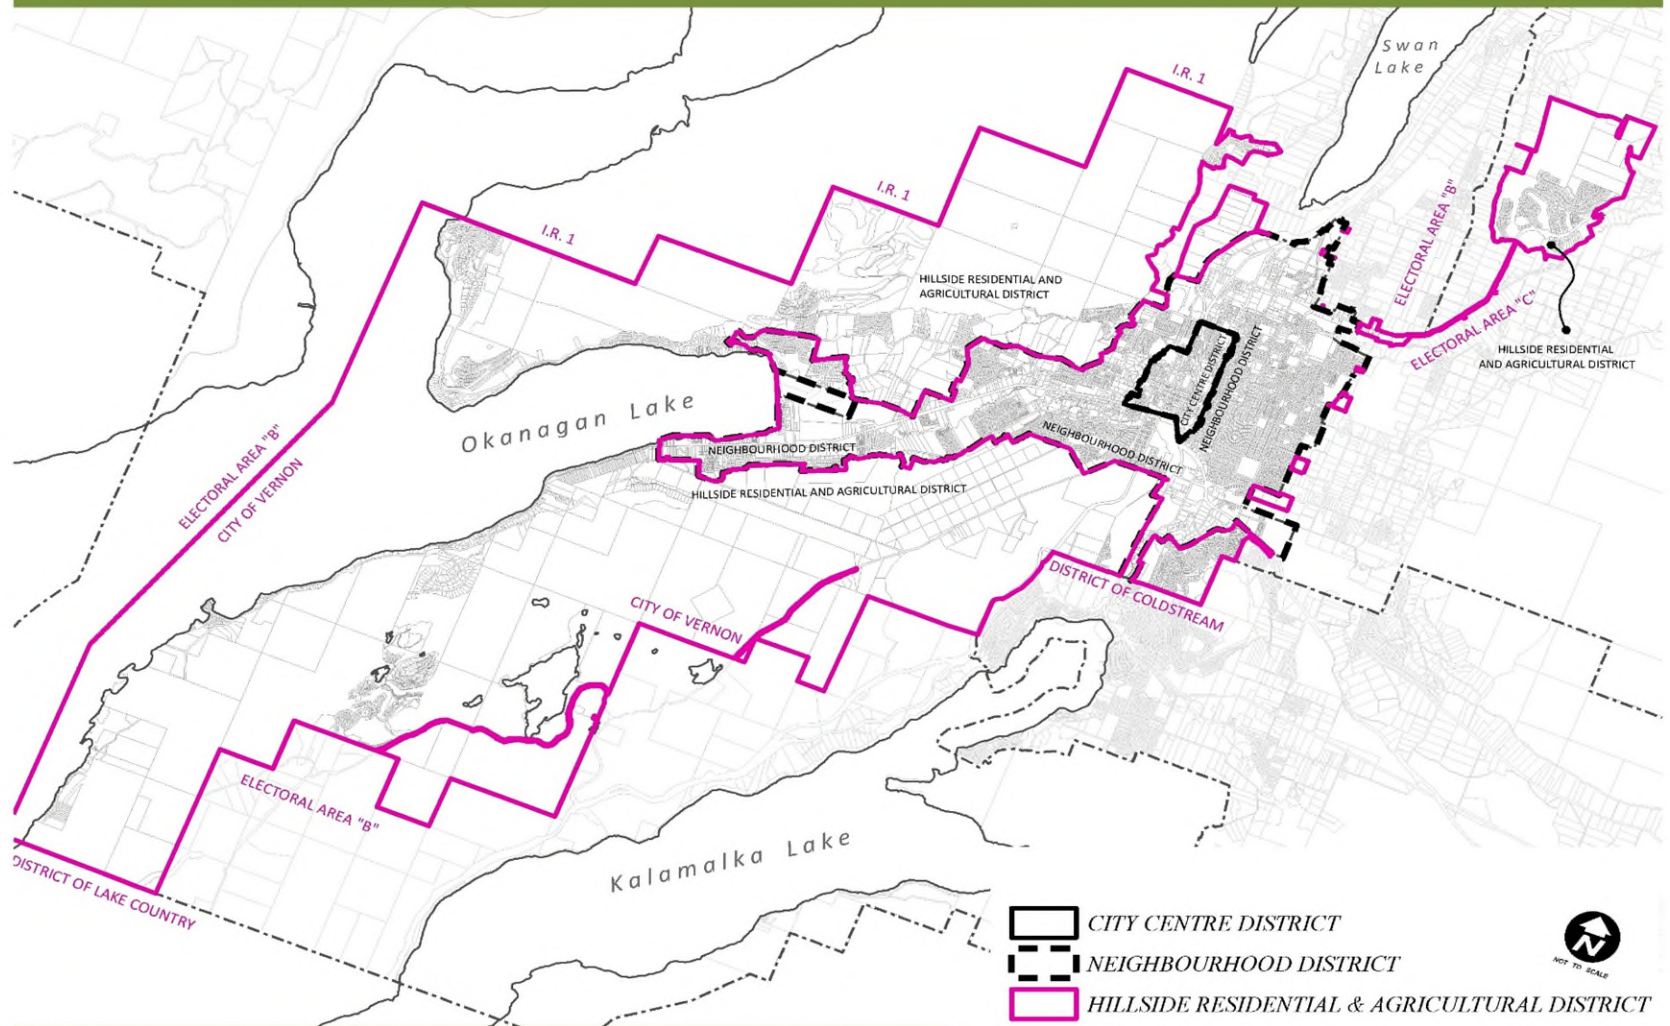 Swan
Lake
I.R. 1
I.R. 1
I.R. 1
ELECTORAL AREA "B"
HILLSIDE RESIDENTIAL AND
AGRICULTURAL DISTRICT
ELECTORAL AREA "C"
HILLSIDE RESIDENTIAL
AND AGRICULTURAL DISTRICT
CITY CENTRE DISTRICT
NEIGHBOURHOOD DISTRICT
Okanagan Lake
NEIGHBOURHOOD DISTRICT
NEIGHBOURHOOD DISTRICT
ELECTORAL AREA "B"
CITY OF VERNON
HILLSIDE RESIDENTIAL AND AGRICULTURAL DISTRICT
DISTRICT OF COLDSTREAM
CITY OF VERNON
ELECTORAL AREA "B"
Kalamalka Lake
DISTRICT OF LAKE COUNTRY
CITY CENTRE DISTRICT
NEIGHBOURHOOD DISTRICT
HILLSIDE RESIDENTIAL & AGRICULTURAL DISTRICT
N
NOT TO SCALE